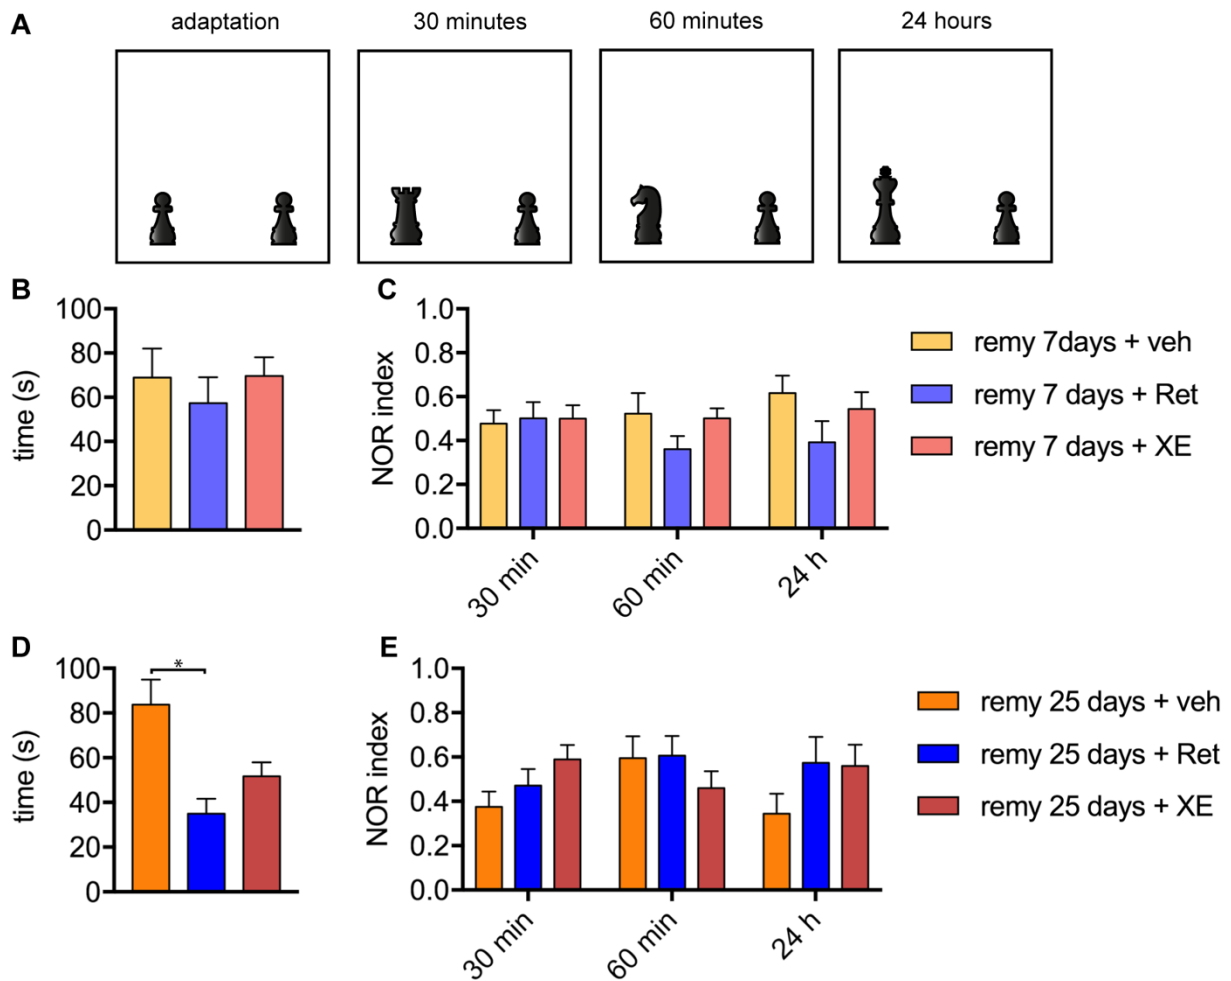 A
adaptation
30 minutes
60 minutes
24 hours
B
100
80
60
40
20
0
time (s)
C
1.0
0.8
0.6
0.4
0.2
0.0
NOR index
30 min
60 min
24 h
remy 7days + veh
remy 7 days + Ret
remy 7 days + XE
D
100
80
60
40
20
0
time (s)
*
E
1.0
0.8
0.6
0.4
0.2
0.0
NOR index
30 min
60 min
24 h
remy 25 days + veh
remy 25 days + Ret
remy 25 days + XE